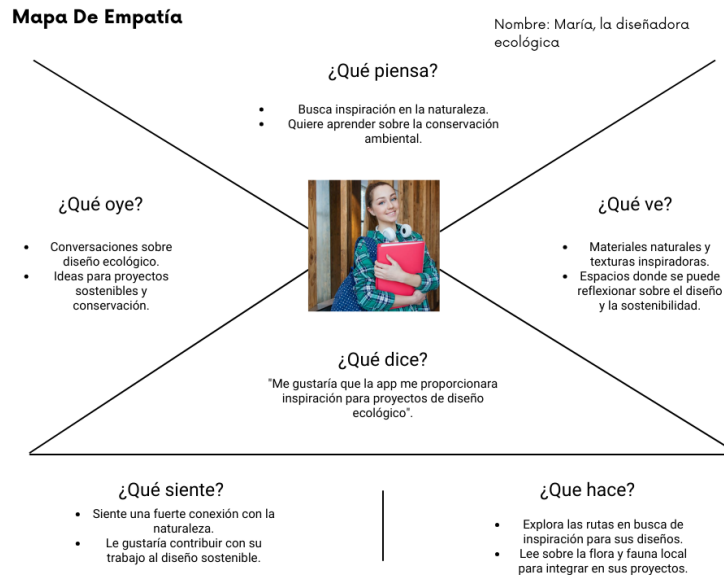 Mapa De Empatía
Nombre: María, la diseñadora
ecológica
¿Qué piensa?
Busca inspiración en la naturaleza.
Quiere aprender sobre la conservación
ambiental.
¿Qué oye?
Conversaciones sobre
diseño ecológico.
Ideas para proyectos
sostenibles y
conservación.
¿Qué ve?
Materiales naturales y
texturas inspiradoras.
Espacios donde se puede
reflexionar sobre el diseño
y la sostenibilidad.
¿Qué dice?
"Me gustaría que la app me proporcionara
inspiración para proyectos de diseño
ecológico".
¿Qué siente?
Siente una fuerte conexión con la
naturaleza.
Le gustaría contribuir con su
trabajo al diseño sostenible.
¿Que hace?
Explora las rutas en busca de
inspiración para sus diseños.
Lee sobre la flora y fauna local
para integrar en sus proyectos.